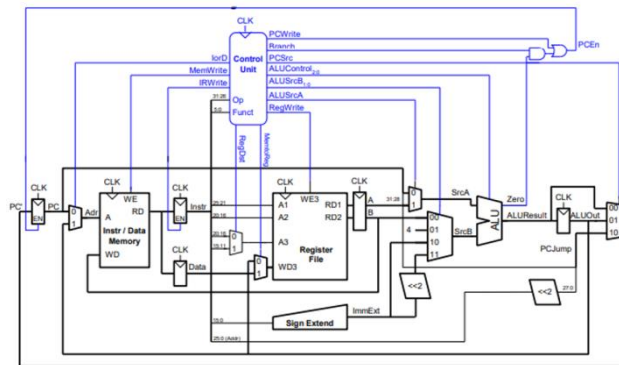 CLK
PCWrite
Branch
PCEn
IorD
Control
Unit
PCSrc
MemWrite
ALUControl2:0
IRWrite
ALUSrcB1:0
31:26
Op
ALUSrcA
5:0
Funct
RegWrite
RegDst
MemtoReg
CLK
CLK
CLK
CLK
CLK
CLK
PC'
PC
EN
0
1
Adr
A
WE
RD
Instr / Data
Memory
WD
EN
Instr
25:21
20:16
20:16
15:11
0
1
Data
0
1
A1
A2
A3
WD3
WE3
RD1
RD2
Register
File
A
B
31:28
0
1
SrcA
4
00
01
10
11
SrcB
ALU
Zero
ALUResult
ALUOut
PCJump
00
01
10
<<2
<<2
27:0
ImmExt
15:0
Sign Extend
25:0 (Addr)